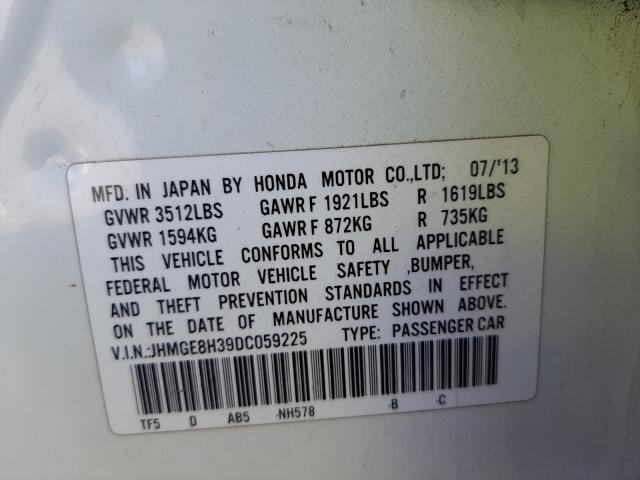 MFD. IN JAPAN BY HONDA MOTOR CO.,LTD; 07/'13
GVWR 3512LBS GAWR F 1921LBS R 1619LBS
GVWR 1594KG GAWR F 872KG R 735KG
THIS VEHICLE CONFORMS TO ALL APPLICABLE
FEDERAL MOTOR VEHICLE SAFETY ,BUMPER,
AND THEFT PREVENTION STANDARDS IN EFFECT
ON THE DATE OF MANUFACTURE SHOWN ABOVE.
V.I.N.:JHMGE8H39DC059225 TYPE: PASSENGER CAR
TF5 D AB5 -NH578 -B -C